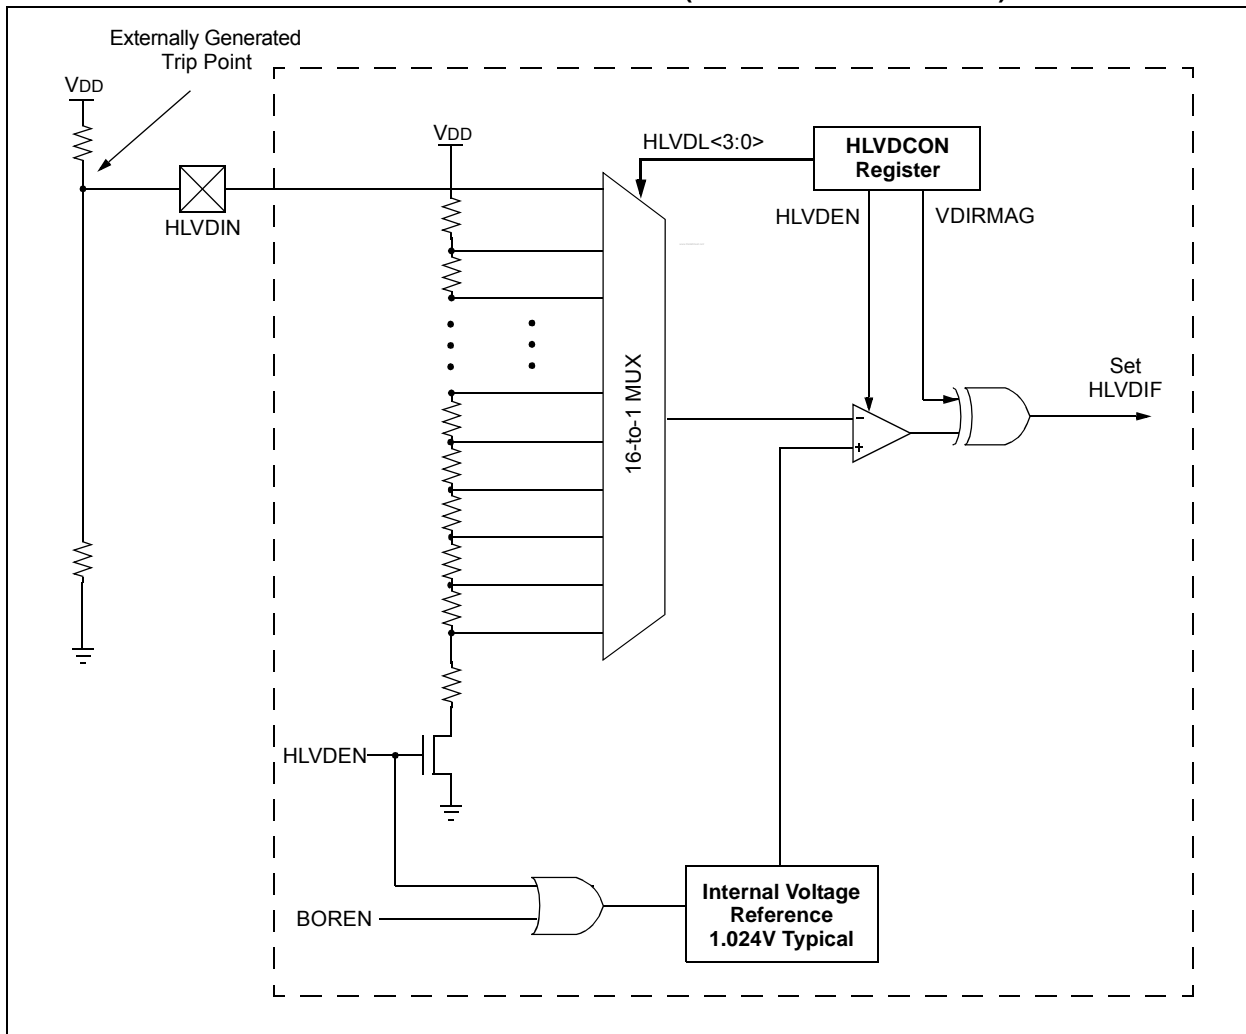 Externally Generated
Trip Point
VDD
VDD
HLVDL<3:0>
HLVDCON
Register
HLVDEN
VDIRMAG
HLVDIN
16-to-1 MUX
-
+
Set
HLVDIF
HLVDEN
BOREN
Internal Voltage
Reference
1.024V Typical